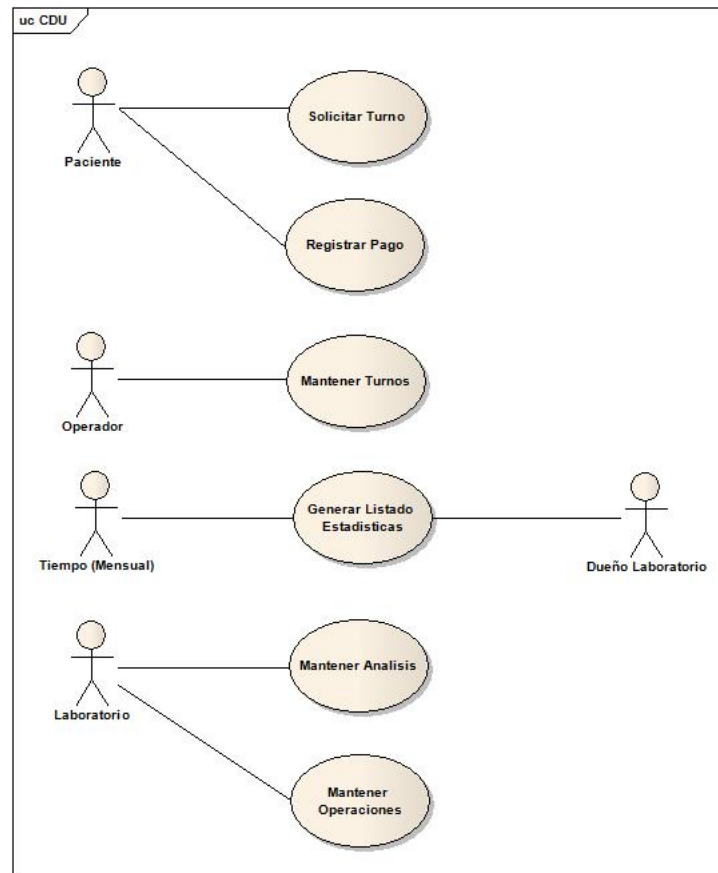 uc CDU
Solicitar Turno
Paciente
Registrar Pago
Mantener Turnos
Operador
Generar Listado
Estadisticas
Tiempo (Mensual)
Dueño Laboratorio
Mantener Analisis
Laboratorio
Mantener
Operaciones